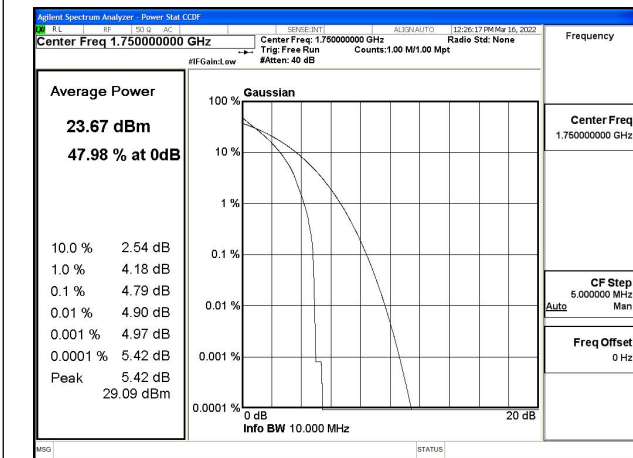 Agilent Spectrum Analyzer - Power Stat CCDF
RL RF 50 Ω AC SENSE:INT ALIGN AUTO 12:26:17 PM Mar 16, 2022
Center Freq 1.750000000 GHz Center Freq: 1.750000000 GHz Radio Std: None
Trig: Free Run Counts:1.00 M/1.00 Mpt
#IFGain:Low #Atten: 40 dB
Frequency
Average Power
23.67 dBm
47.98 % at 0dB
10.0 % 2.54 dB
1.0 % 4.18 dB
0.1 % 4.79 dB
0.01 % 4.90 dB
0.001 % 4.97 dB
0.0001 % 5.42 dB
Peak 5.42 dB
29.09 dBm
Gaussian
100 %
10 %
1 %
0.1 %
0.01 %
0.001 %
0.0001 %
0 dB 20 dB
Info BW 10.000 MHz
Center Freq
1.750000000 GHz
CF Step
5.000000 MHz
Auto Man
Freq Offset
0 Hz
MSG STATUS